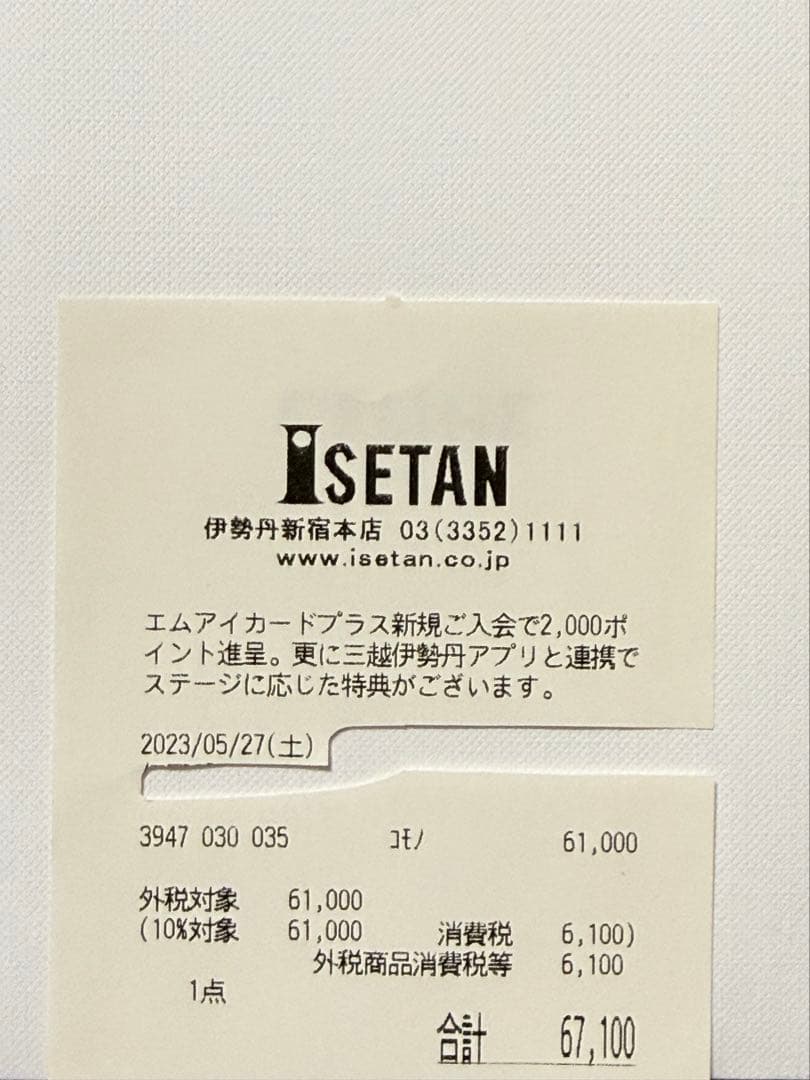 ISETAN
伊勢丹新宿本店 03(3352)1111
www.isetan.co.jp
エムアイカードプラス新規ご入会で2,000ポ
イント進呈。更に三越伊勢丹アプリと連携で
ステージに応じた特典がございます。
2023/05/27(土)
3947 030 035 ｺﾓﾉ 61,000
外税対象 61,000
(10%対象 61,000 消費税 6,100)
外税商品消費税等 6,100
1点
合計 67,100